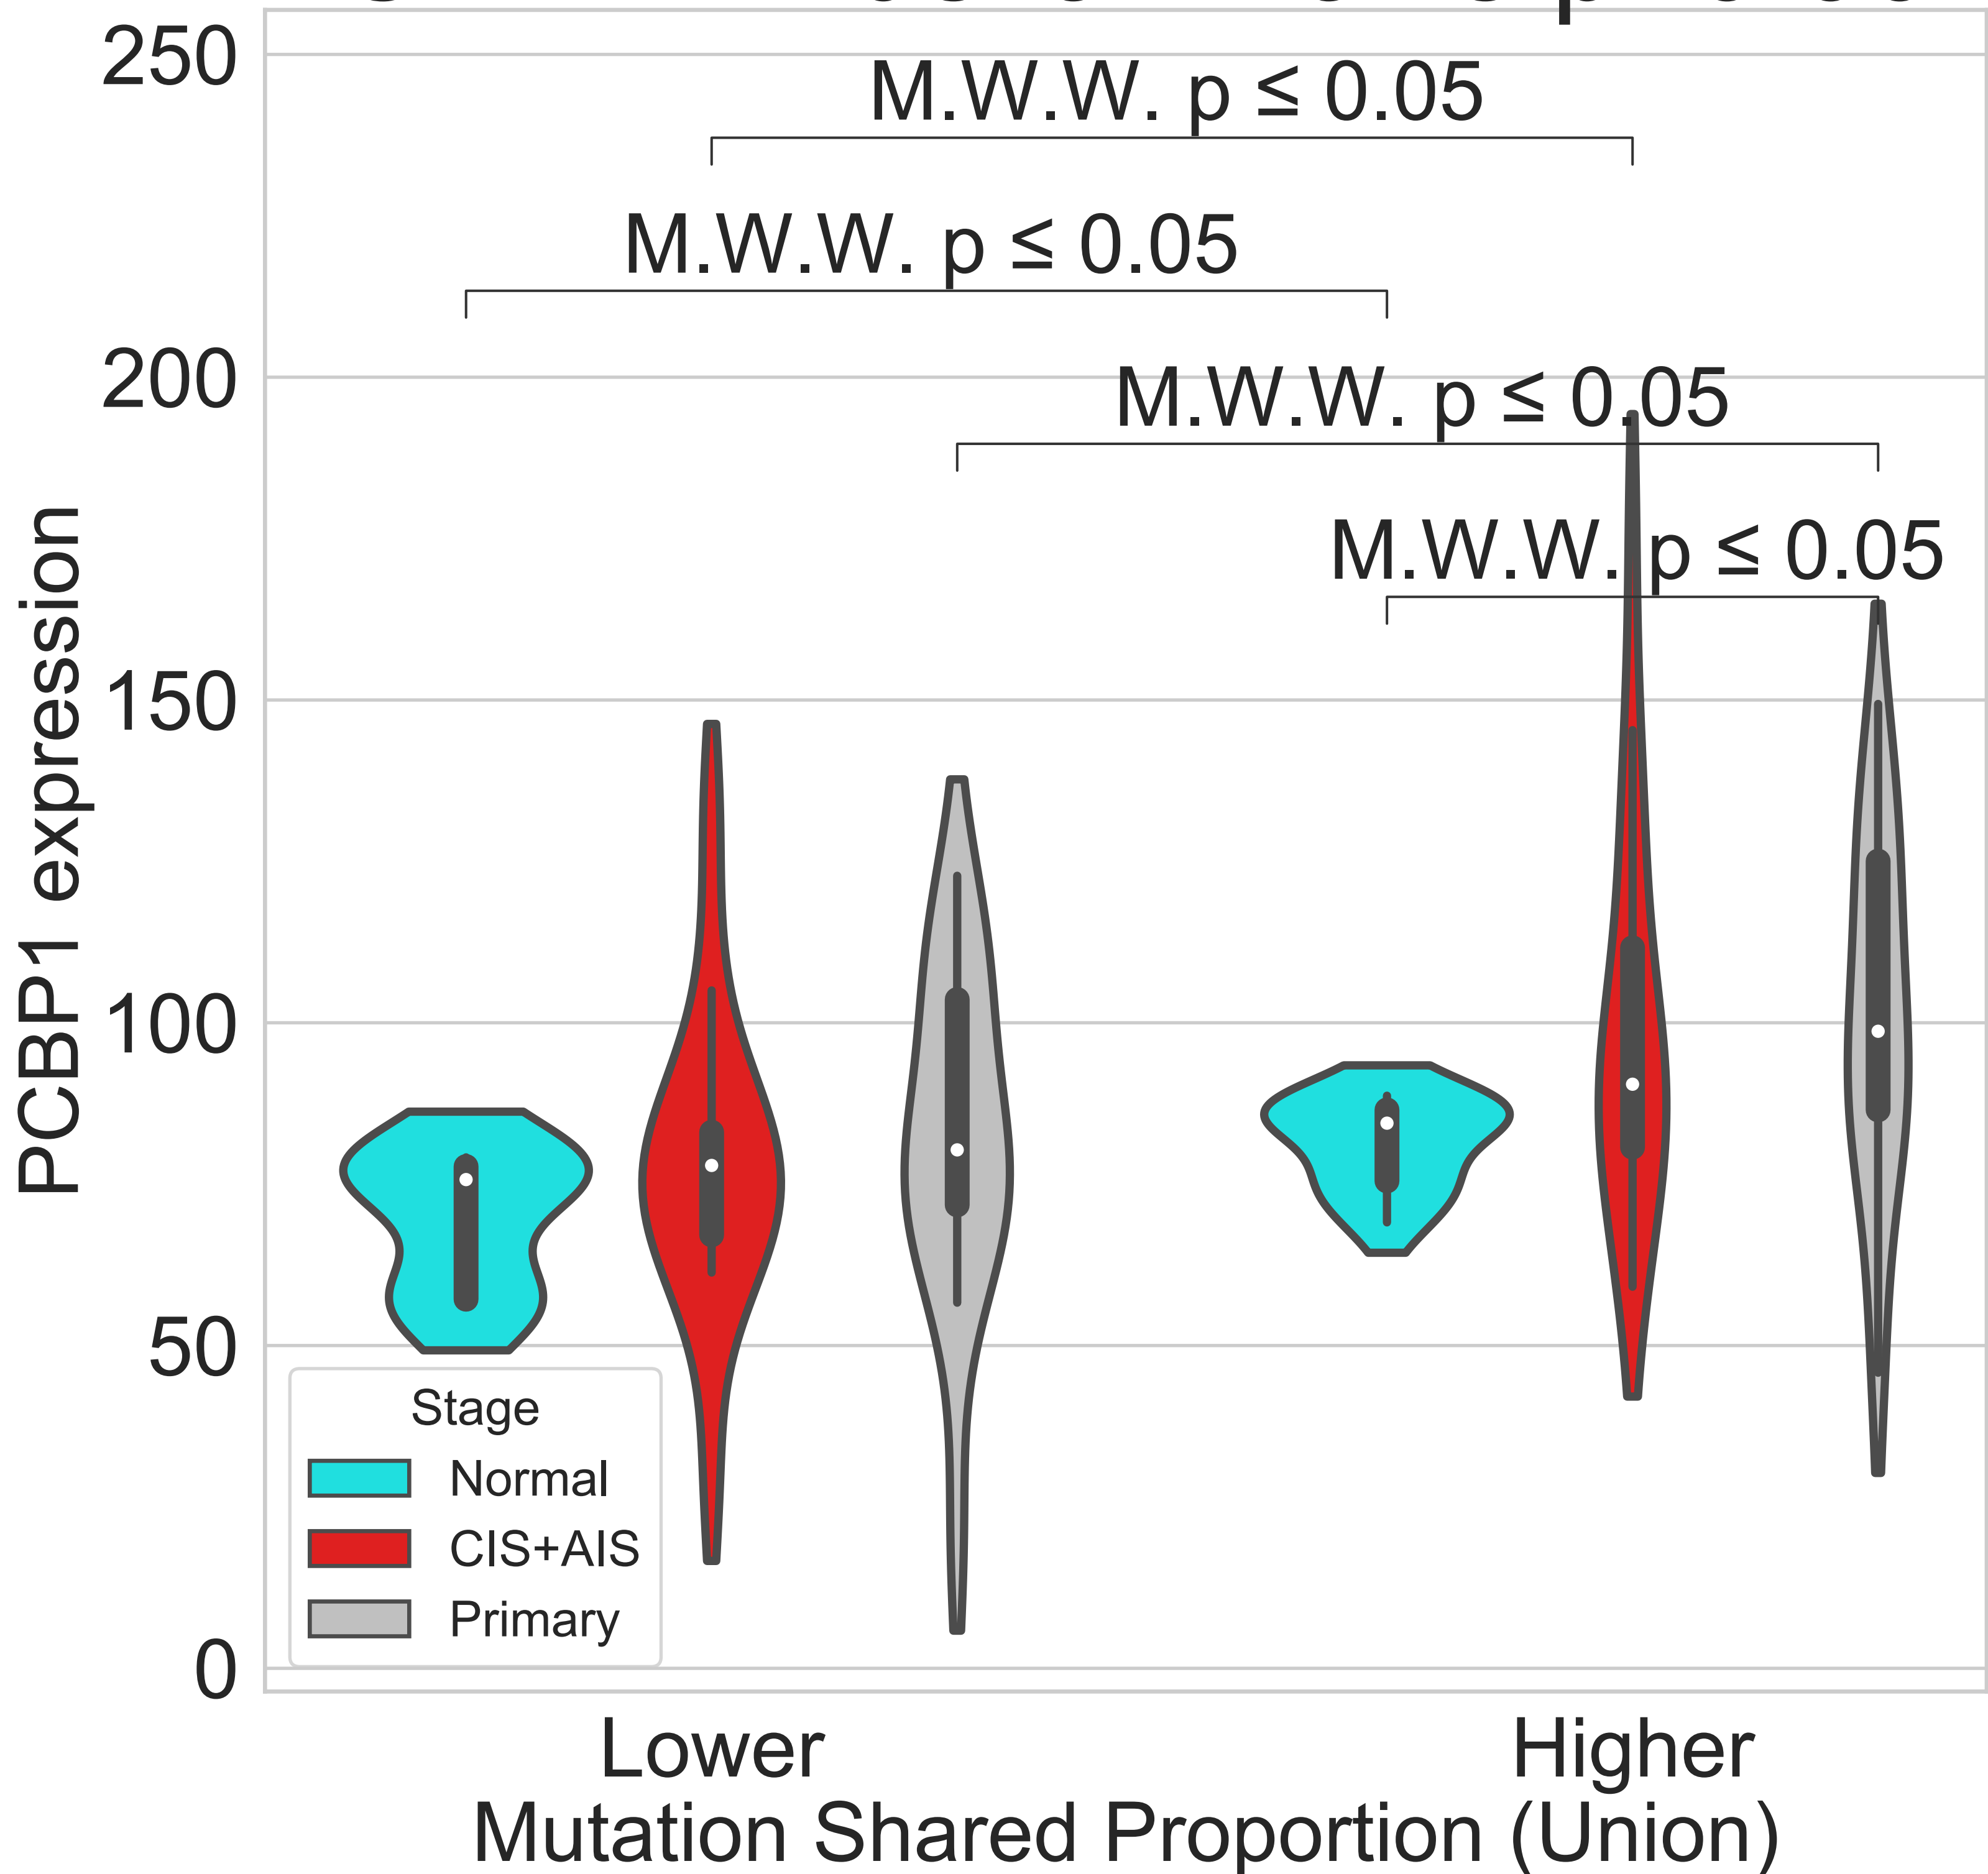 250
M.W.W. p ≤ 0.05
M.W.W. p ≤ 0.05
200
M.W.W. p ≤ 0.05
M.W.W. p ≤ 0.05
150
PCBP1 expression
100
50
Stage
Normal
CIS+AIS
Primary
0
Lower
Higher
Mutation Shared Proportion (Union)